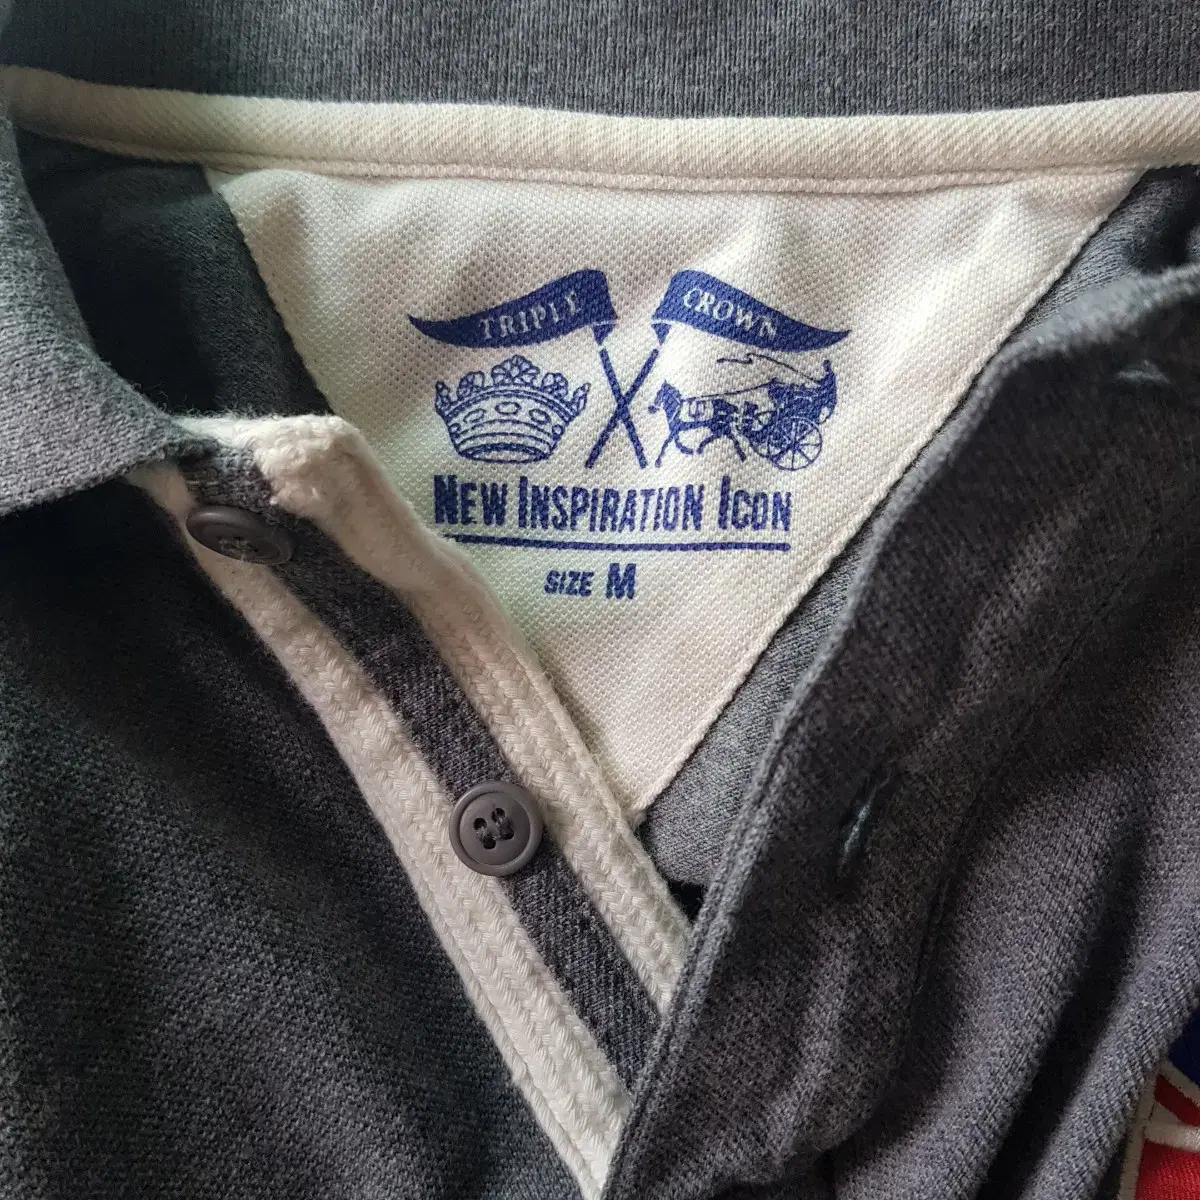 TRIPLE CROWN
NEW INSPIRATION ICON
SIZE M